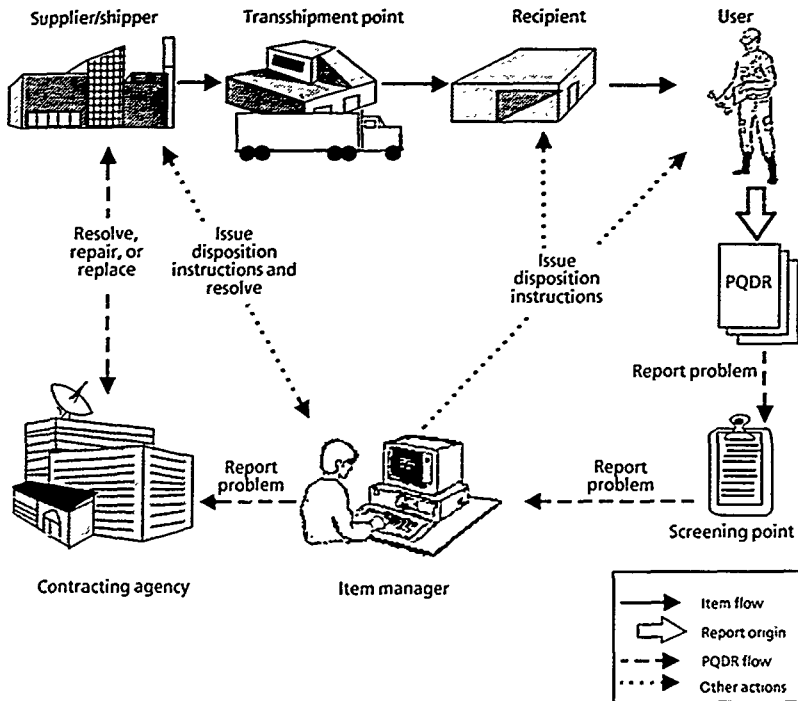 Supplier/shipper
Transshipment point
Recipient
User
Resolve,
repair, or
replace
Issue
disposition
instructions and
resolve
Issue
disposition
instructions
PQDR
Report problem
Report
problem
Report
problem
Screening point
Contracting agency
Item manager
Item flow
Report origin
PQDR flow
Other actions